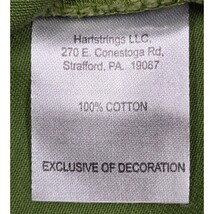 Hartstrings LLC.
270 E. Conestoga Rd,
Strafford, PA. 19087
100% COTTON
EXCLUSIVE OF DECORATION